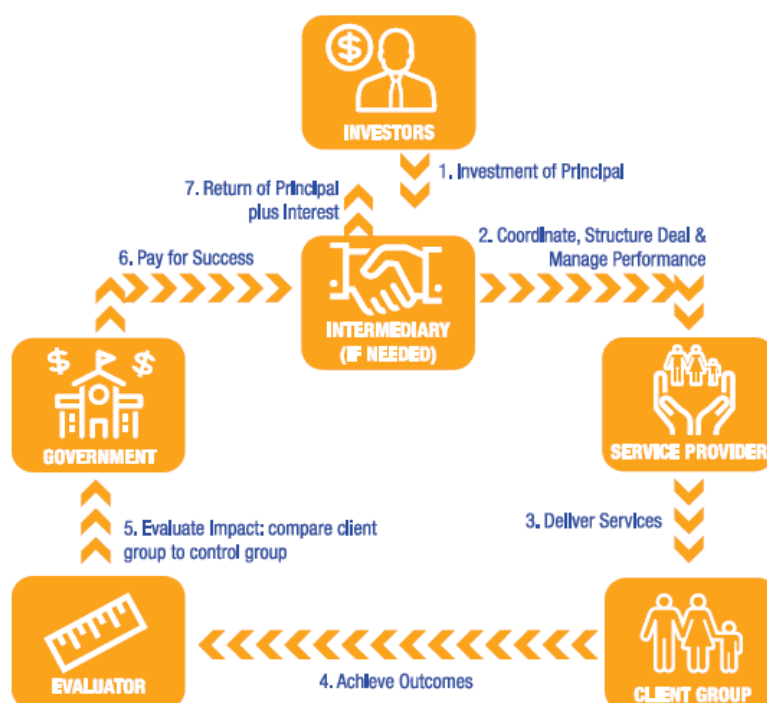 $
INVESTORS
1. Investment of Principal
7. Return of Principal
plus Interest
2. Coordinate, Structure Deal &
Manage Performance
6. Pay for Success
INTERMEDIARY
(IF NEEDED)
$ $
GOVERNMENT
SERVICE PROVIDER
5. Evaluate Impact: compare client
group to control group
3. Deliver Services
EVALUATOR
4. Achieve Outcomes
CLIENT GROUP